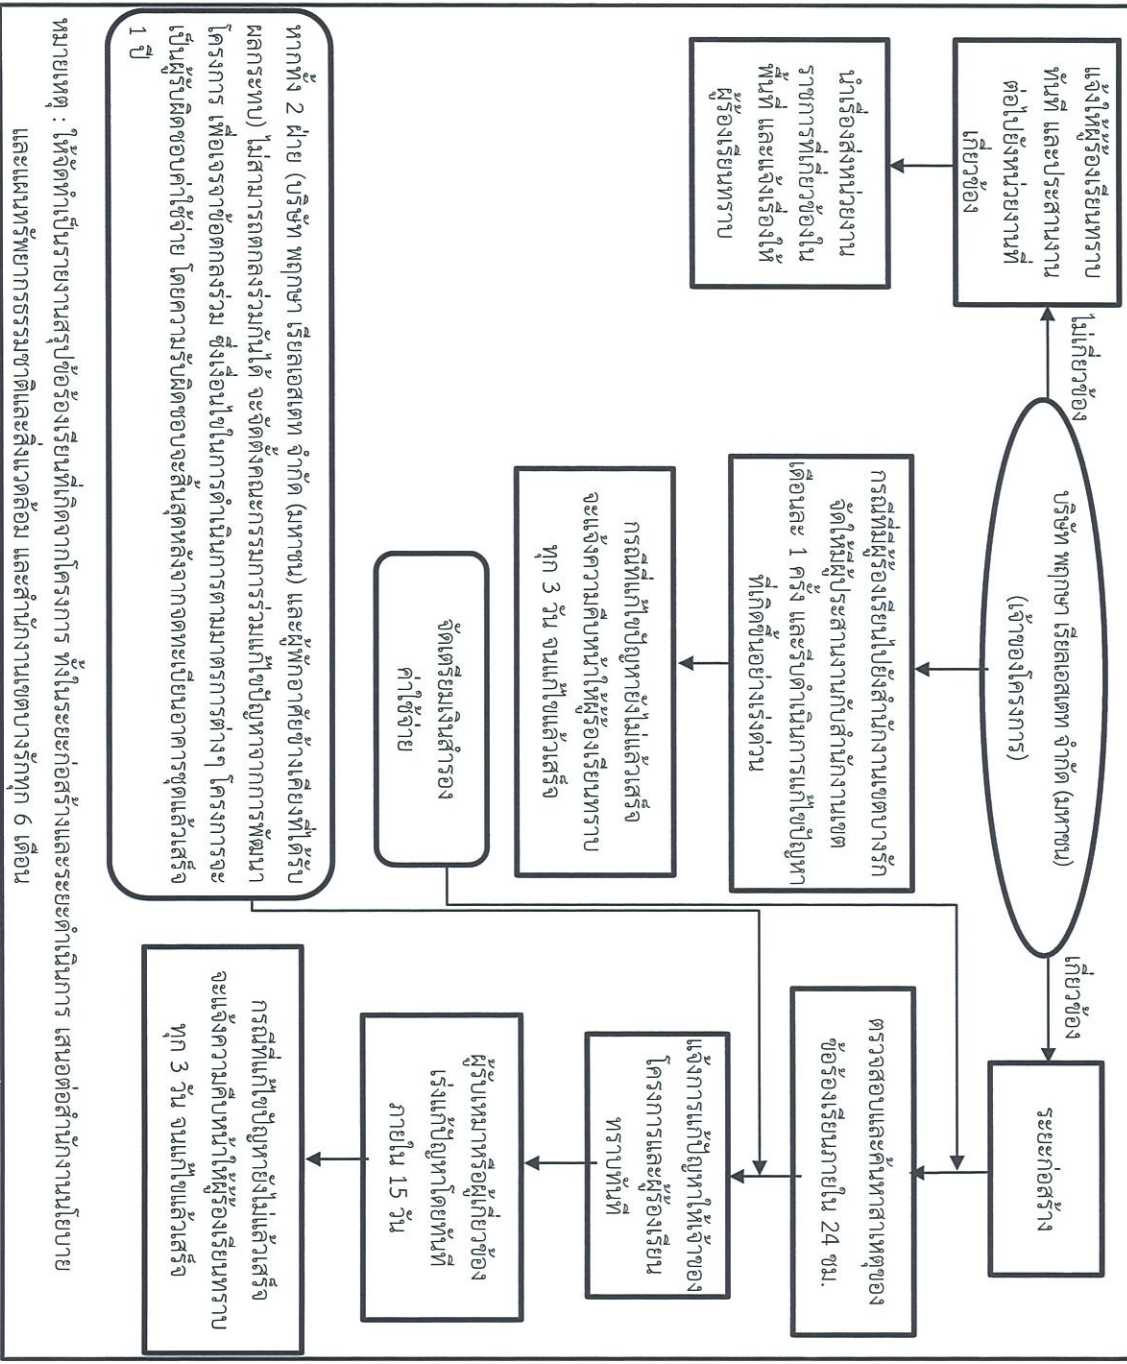 บริษัท พฤกษา เรียลเอสเตท จำกัด (มหาชน)
(เจ้าของโครงการ)
ไม่เกี่ยวข้อง
เกี่ยวข้อง
แจ้งให้ผู้ร้องเรียนทราบ
ทันที และประสานงาน
ต่อไปยังหน่วยงานที่
เกี่ยวข้อง
นำเรื่องส่งหน่วยงาน
ราชการที่เกี่ยวข้องใน
พื้นที่ และแจ้งเรื่องให้
ผู้ร้องเรียนทราบ
กรณีที่มีผู้ร้องเรียนไปยังสำนักงานเขตบางรัก
จัดให้มีผู้ประสานงานกับสำนักงานเขต
เดือนละ 1 ครั้ง และรีบดำเนินการแก้ไขปัญหา
ที่เกิดขึ้นอย่างเร่งด่วน
กรณีที่แก้ไขปัญหายังไม่แล้วเสร็จ
จะแจ้งความคืบหน้าให้ผู้ร้องเรียนทราบ
ทุก 3 วัน จนแก้ไขแล้วเสร็จ
จัดเตรียมเงินสำรอง
ค่าใช้จ่าย
ระยะก่อสร้าง
ตรวจสอบและค้นหาสาเหตุของ
ข้อร้องเรียนภายใน 24 ชม.
แจ้งการแก้ปัญหาให้เจ้าของ
โครงการและผู้ร้องเรียน
ทราบทันที
ผู้รับเหมาหรือผู้เกี่ยวข้อง
เร่งแก้ปัญหาโดยทันที
ภายใน 15 วัน
กรณีที่แก้ไขปัญหายังไม่แล้วเสร็จ
จะแจ้งความคืบหน้าให้ผู้ร้องเรียนทราบ
ทุก 3 วัน จนแก้ไขแล้วเสร็จ
หากทั้ง 2 ฝ่าย (บริษัท พฤกษา เรียลเอสเตท จำกัด (มหาชน) และผู้พักอาศัยข้างเคียงที่ได้รับ
ผลกระทบ) ไม่สามารถตกลงร่วมกันได้ จะจัดตั้งคณะกรรมการร่วมแก้ไขปัญหาจากการพัฒนา
โครงการ เพื่อเจรจาข้อตกลงร่วม ซึ่งเงื่อนไขในการดำเนินการตามมาตรการต่างๆ โครงการจะ
เป็นผู้รับผิดชอบค่าใช้จ่าย โดยความรับผิดชอบจะสิ้นสุดหลังจากจดทะเบียนอาคารชุดแล้วเสร็จ
1 ปี
หมายเหตุ : ให้จัดทำเป็นรายงานสรุปข้อร้องเรียนที่เกิดจากโครงการ ทั้งในระยะก่อสร้างและระยะดำเนินการ เสนอต่อสำนักงานนโยบาย
และแผนทรัพยากรธรรมชาติและสิ่งแวดล้อม และสำนักงานเขตบางรักทุก 6 เดือน